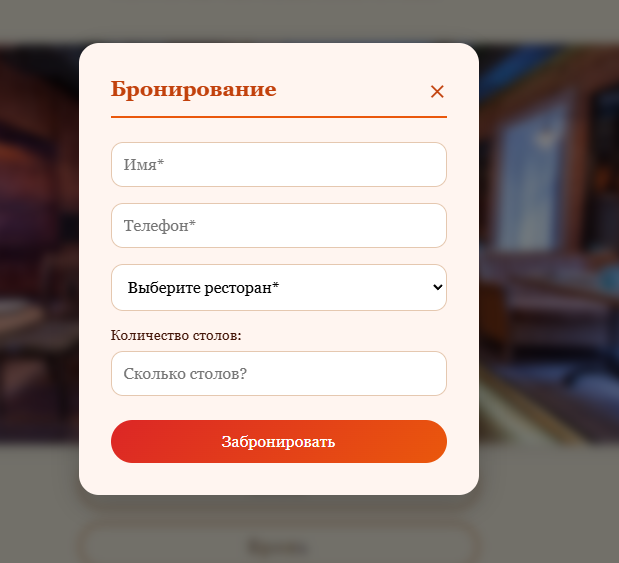 Бронирование
×
Имя*
Телефон*
Выберите ресторан*
Количество столов:
Сколько столов?
Забронировать